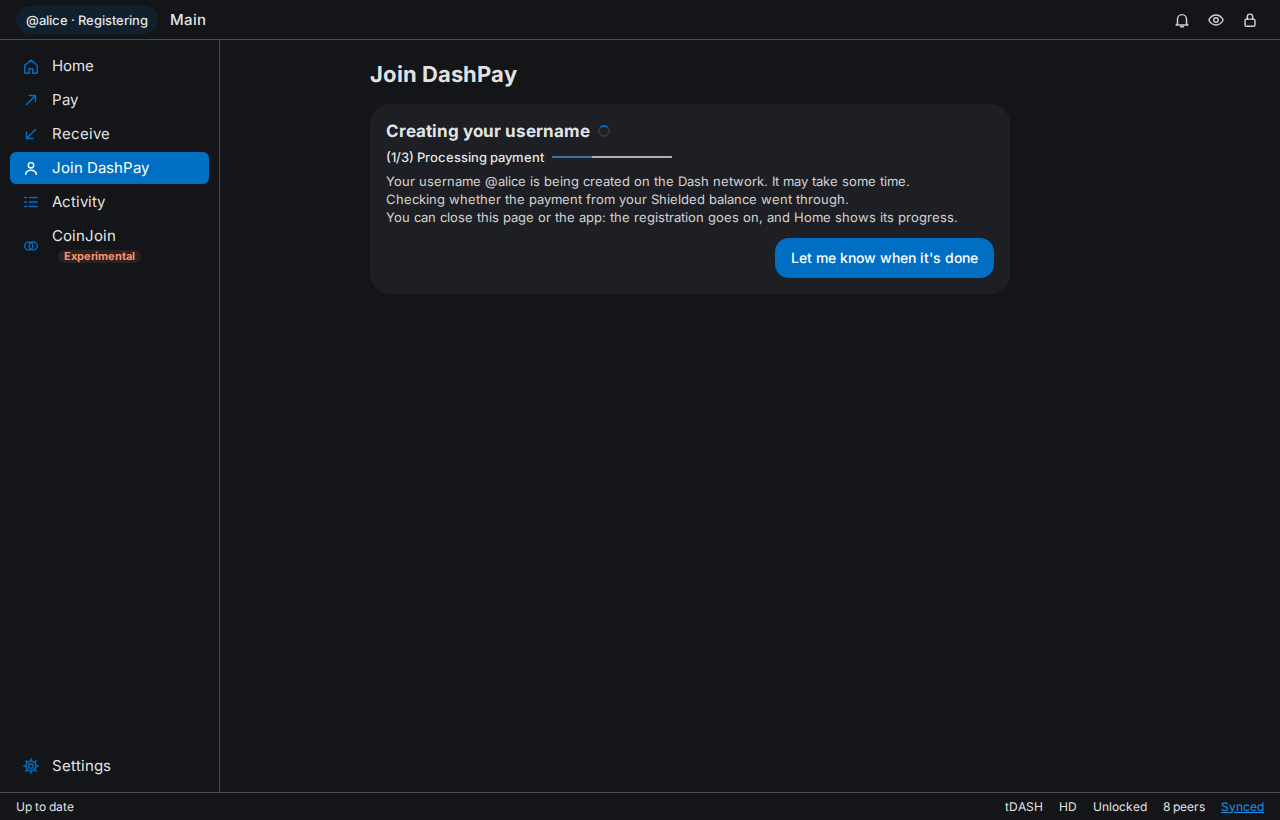 @alice · Registering
Main
Home
Pay
Receive
Join DashPay
Activity
CoinJoin
Experimental
Settings
Join DashPay
Creating your username
(1/3) Processing payment
Your username @alice is being created on the Dash network. It may take some time.
Checking whether the payment from your Shielded balance went through.
You can close this page or the app: the registration goes on, and Home shows its progress.
Let me know when it's done
Up to date
tDASH
HD
Unlocked
8 peers
Synced